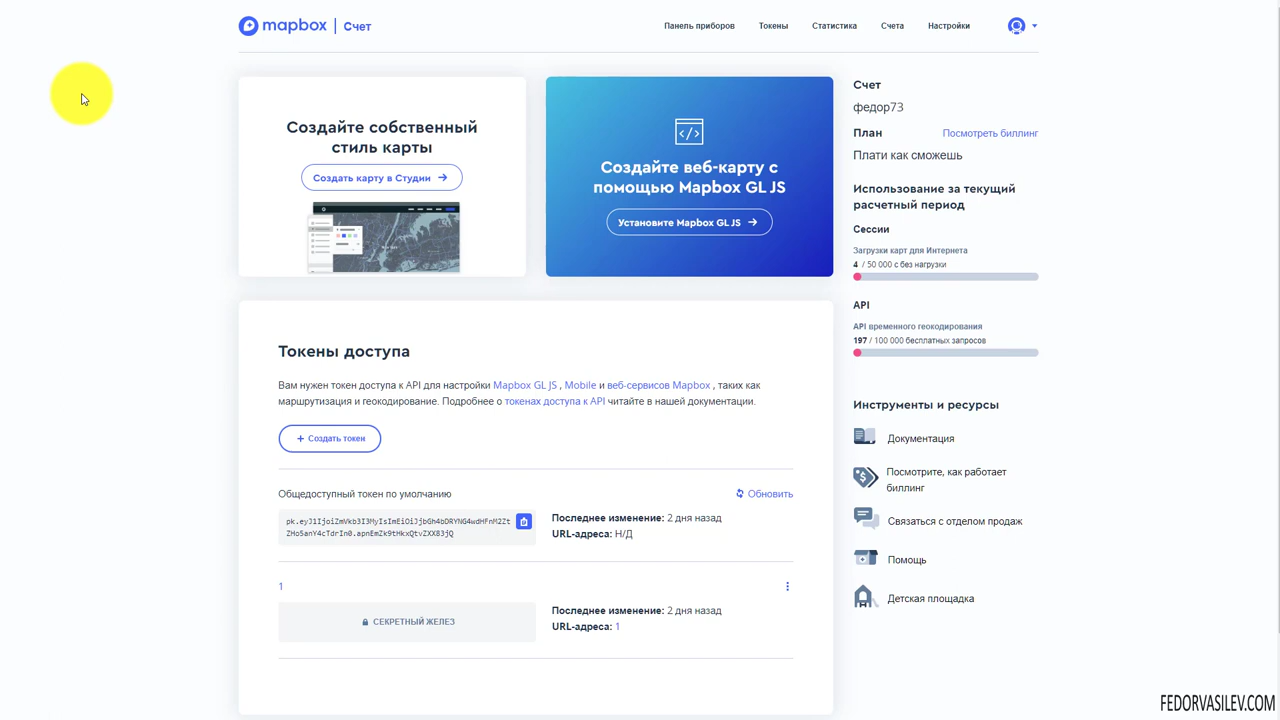 mapbox | Счет
Панель приборов
Токены
Статистика
Счета
Настройки
Создайте собственный
стиль карты
Создать карту в Студии →
Создайте веб-карту с
помощью Mapbox GL JS
Установите Mapbox GL JS →
Счет
федор73
План
Посмотреть биллинг
Плати как сможешь
Использование за текущий
расчетный период
Сессии
Загрузки карт для Интернета
4 / 50 000 с без нагрузки
API
API временного геокодирования
197 / 100 000 бесплатных запросов
Инструменты и ресурсы
Документация
Посмотрите, как работает
биллинг
Связаться с отделом продаж
Помощь
Детская площадка
Токены доступа
Вам нужен токен доступа к API для настройки Mapbox GL JS , Mobile и веб-сервисов Mapbox , таких как
маршрутизация и геокодирование. Подробнее о токенах доступа к API читайте в нашей документации.
+ Создать токен
Общедоступный токен по умолчанию
Обновить
Последнее изменение: 2 дня назад
URL-адреса: Н/Д
1
СЕКРЕТНЫЙ ЖЕЛЕЗ
Последнее изменение: 2 дня назад
URL-адреса: 1
FEDORVASILEV.COM